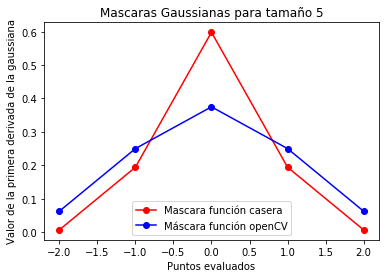 Mascaras Gaussianas para tamaño 5
Valor de la primera derivada de la gaussiana
0.6
0.5
0.4
0.3
0.2
0.1
0.0
Mascara función casera
Máscara función openCV
−2.0 −1.5 −1.0 −0.5 0.0 0.5 1.0 1.5 2.0
Puntos evaluados